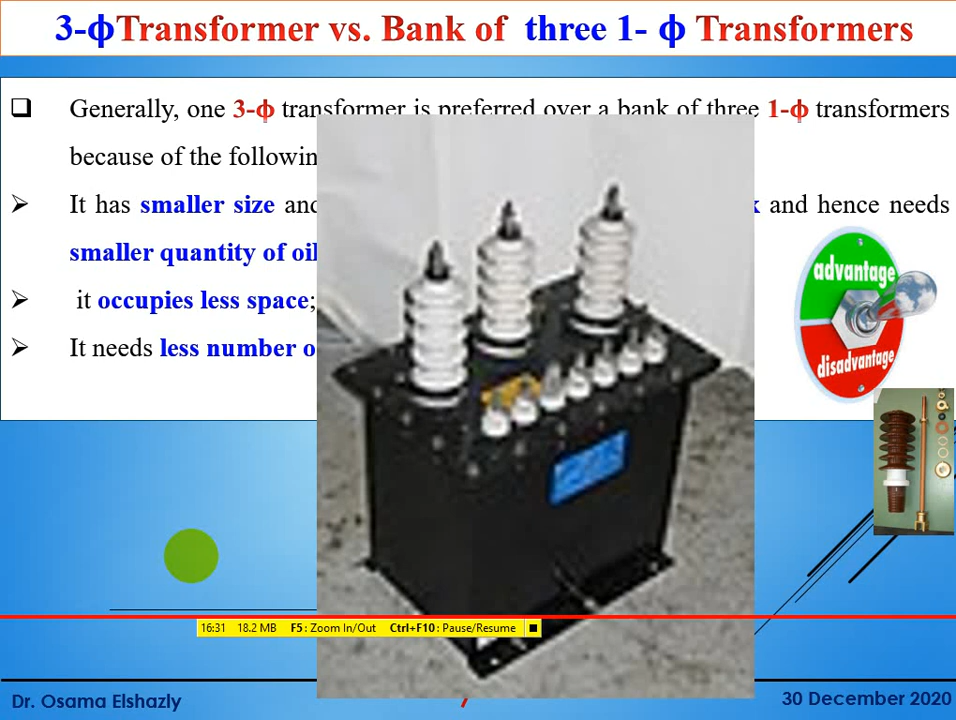 3-ϕTransformer vs. Bank of three 1- ϕ Transformers
❑ Generally, one 3-ϕ transformer is preferred over a bank of three 1-ϕ transformers
because of the
➢ It has smaller size and and hence needs
smaller quantity of oil
➢ it occupies less space;
➢ It needs less number
advantage
disadvantage
16:31 18.2 MB F5 : Zoom In/Out Ctrl+F10 : Pause/Resume
Dr. Osama Elshazly
30 December 2020